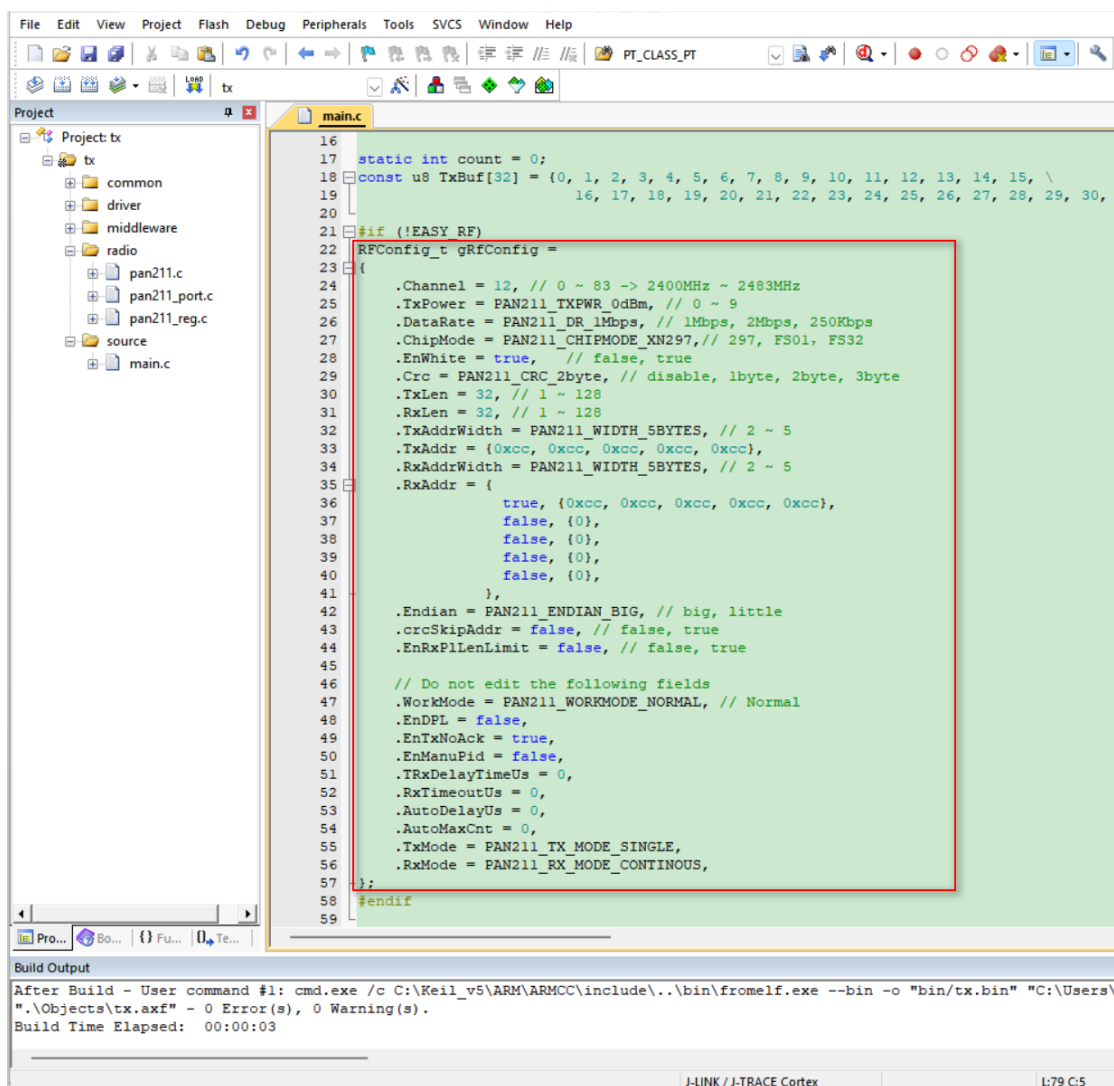 File Edit View Project Flash Debug Peripherals Tools SVCS Window Help
PT_CLASS_PT
LOAD tx
Project
Project: tx
tx
common
driver
middleware
radio
pan211.c
pan211_port.c
pan211_reg.c
source
main.c
Pro... Bo... {} Fu... Te...
main.c
16
17 static int count = 0;
18 const u8 TxBuf[32] = {0, 1, 2, 3, 4, 5, 6, 7, 8, 9, 10, 11, 12, 13, 14, 15, \
19 16, 17, 18, 19, 20, 21, 22, 23, 24, 25, 26, 27, 28, 29, 30,
20
21 #if (!EASY_RF)
22 RFConfig_t gRfConfig =
23 {
24 .Channel = 12, // 0 ~ 83 -> 2400MHz ~ 2483MHz
25 .TxPower = PAN211_TXPWR_0dBm, // 0 ~ 9
26 .DataRate = PAN211_DR_1Mbps, // 1Mbps, 2Mbps, 250Kbps
27 .ChipMode = PAN211_CHIPMODE_XN297,// 297, FS01, FS32
28 .EnWhite = true, // false, true
29 .Crc = PAN211_CRC_2byte, // disable, 1byte, 2byte, 3byte
30 .TxLen = 32, // 1 ~ 128
31 .RxLen = 32, // 1 ~ 128
32 .TxAddrWidth = PAN211_WIDTH_5BYTES, // 2 ~ 5
33 .TxAddr = {0xcc, 0xcc, 0xcc, 0xcc, 0xcc},
34 .RxAddrWidth = PAN211_WIDTH_5BYTES, // 2 ~ 5
35 .RxAddr = {
36 true, {0xcc, 0xcc, 0xcc, 0xcc, 0xcc},
37 false, {0},
38 false, {0},
39 false, {0},
40 false, {0},
41 },
42 .Endian = PAN211_ENDIAN_BIG, // big, little
43 .crcSkipAddr = false, // false, true
44 .EnRxPlLenLimit = false, // false, true
45
46 // Do not edit the following fields
47 .WorkMode = PAN211_WORKMODE_NORMAL, // Normal
48 .EnDPL = false,
49 .EnTxNoAck = true,
50 .EnManuPid = false,
51 .TRxDelayTimeUs = 0,
52 .RxTimeoutUs = 0,
53 .AutoDelayUs = 0,
54 .AutoMaxCnt = 0,
55 .TxMode = PAN211_TX_MODE_SINGLE,
56 .RxMode = PAN211_RX_MODE_CONTINOUS,
57 };
58 #endif
59
Build Output
After Build - User command #1: cmd.exe /c C:\Keil_v5\ARM\ARMCC\include\..\bin\fromelf.exe --bin -o "bin/tx.bin" "C:\Users\
".\Objects\tx.axf" - 0 Error(s), 0 Warning(s).
Build Time Elapsed: 00:00:03
J-LINK / J-TRACE Cortex L:79 C:5